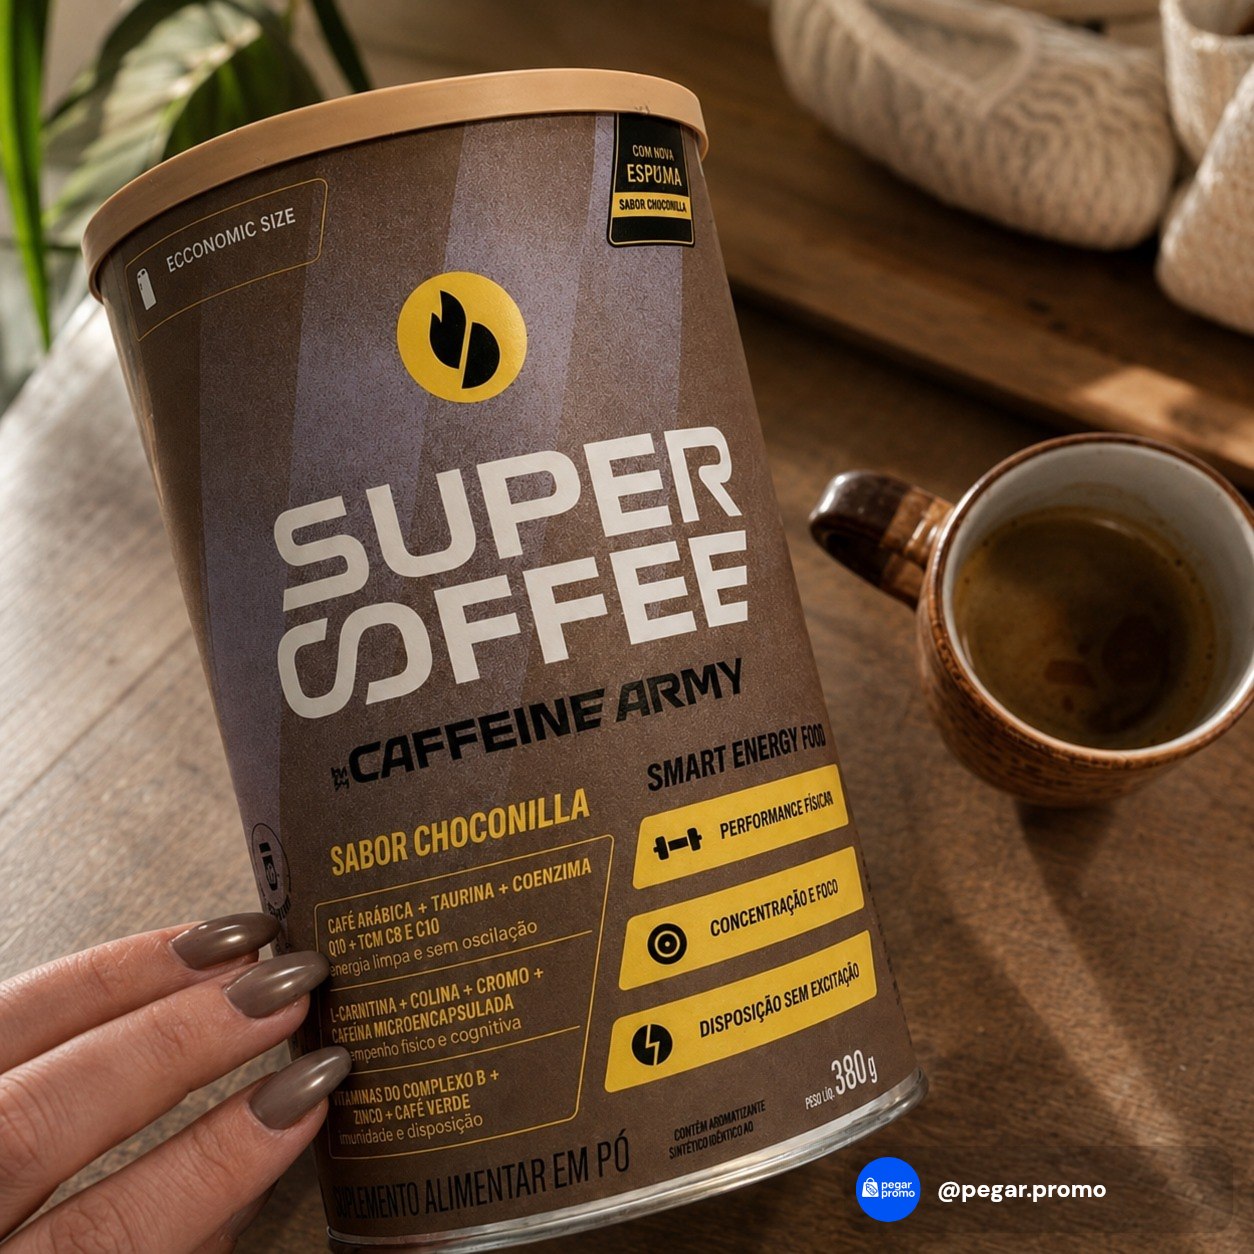 ECCONOMIC SIZE
COM NOVA
ESPUMA
SABOR CHOCONILLA
SUPER
COFFEE
CAFFEINE ARMY
SMART ENERGY FOOD
SABOR CHOCONILLA
CAFÉ ARÁBICA + TAURINA + COENZIMA
Q10 + TCM C8 E C10
energia limpa e sem oscilação
L-CARNITINA + COLINA + CROMO +
CAFEÍNA MICROENCAPSULADA
empenho físico e cognitiva
VITAMINAS DO COMPLEXO B +
ZINCO + CAFÉ VERDE
imunidade e disposição
PERFORMANCE FÍSICA
CONCENTRAÇÃO E FOCO
DISPOSIÇÃO SEM EXCITAÇÃO
PESO LÍQ. 380g
CONTÉM AROMATIZANTE
SINTÉTICO IDÊNTICO AO
SUPLEMENTO ALIMENTAR EM PÓ
pegar
promo
@pegar.promo